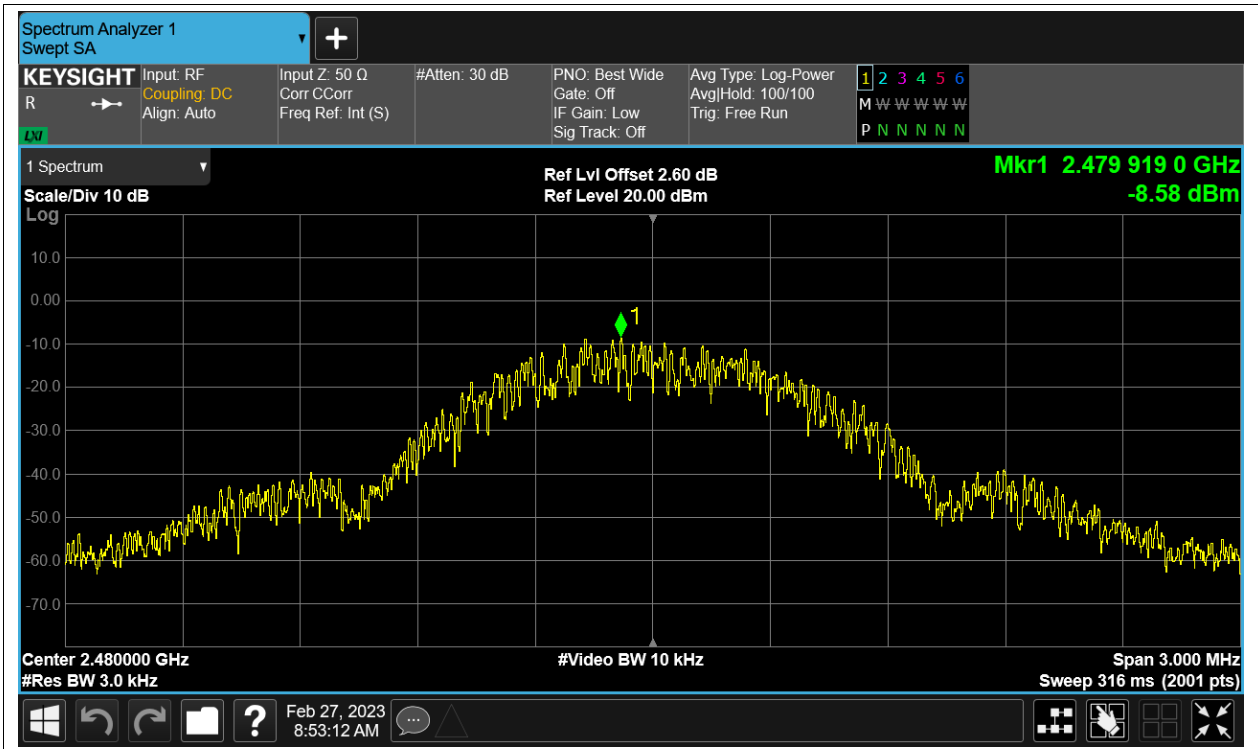 Spectrum Analyzer 1
Swept SA
KEYSIGHT
R
LXI
Input: RF
Coupling: DC
Align: Auto
Input Z: 50 Ω
Corr CCorr
Freq Ref: Int (S)
#Atten: 30 dB
PNO: Best Wide
Gate: Off
IF Gain: Low
Sig Track: Off
Avg Type: Log-Power
Avg|Hold: 100/100
Trig: Free Run
1 2 3 4 5 6
M W W W W W
P N N N N N
1 Spectrum
Scale/Div 10 dB
Log
Ref Lvl Offset 2.60 dB
Ref Level 20.00 dBm
Mkr1 2.479 919 0 GHz
-8.58 dBm
10.0
0.00
1
-10.0
-20.0
-30.0
-40.0
-50.0
-60.0
-70.0
Center 2.480000 GHz
#Res BW 3.0 kHz
#Video BW 10 kHz
Span 3.000 MHz
Sweep 316 ms (2001 pts)
?
Feb 27, 2023
8:53:12 AM